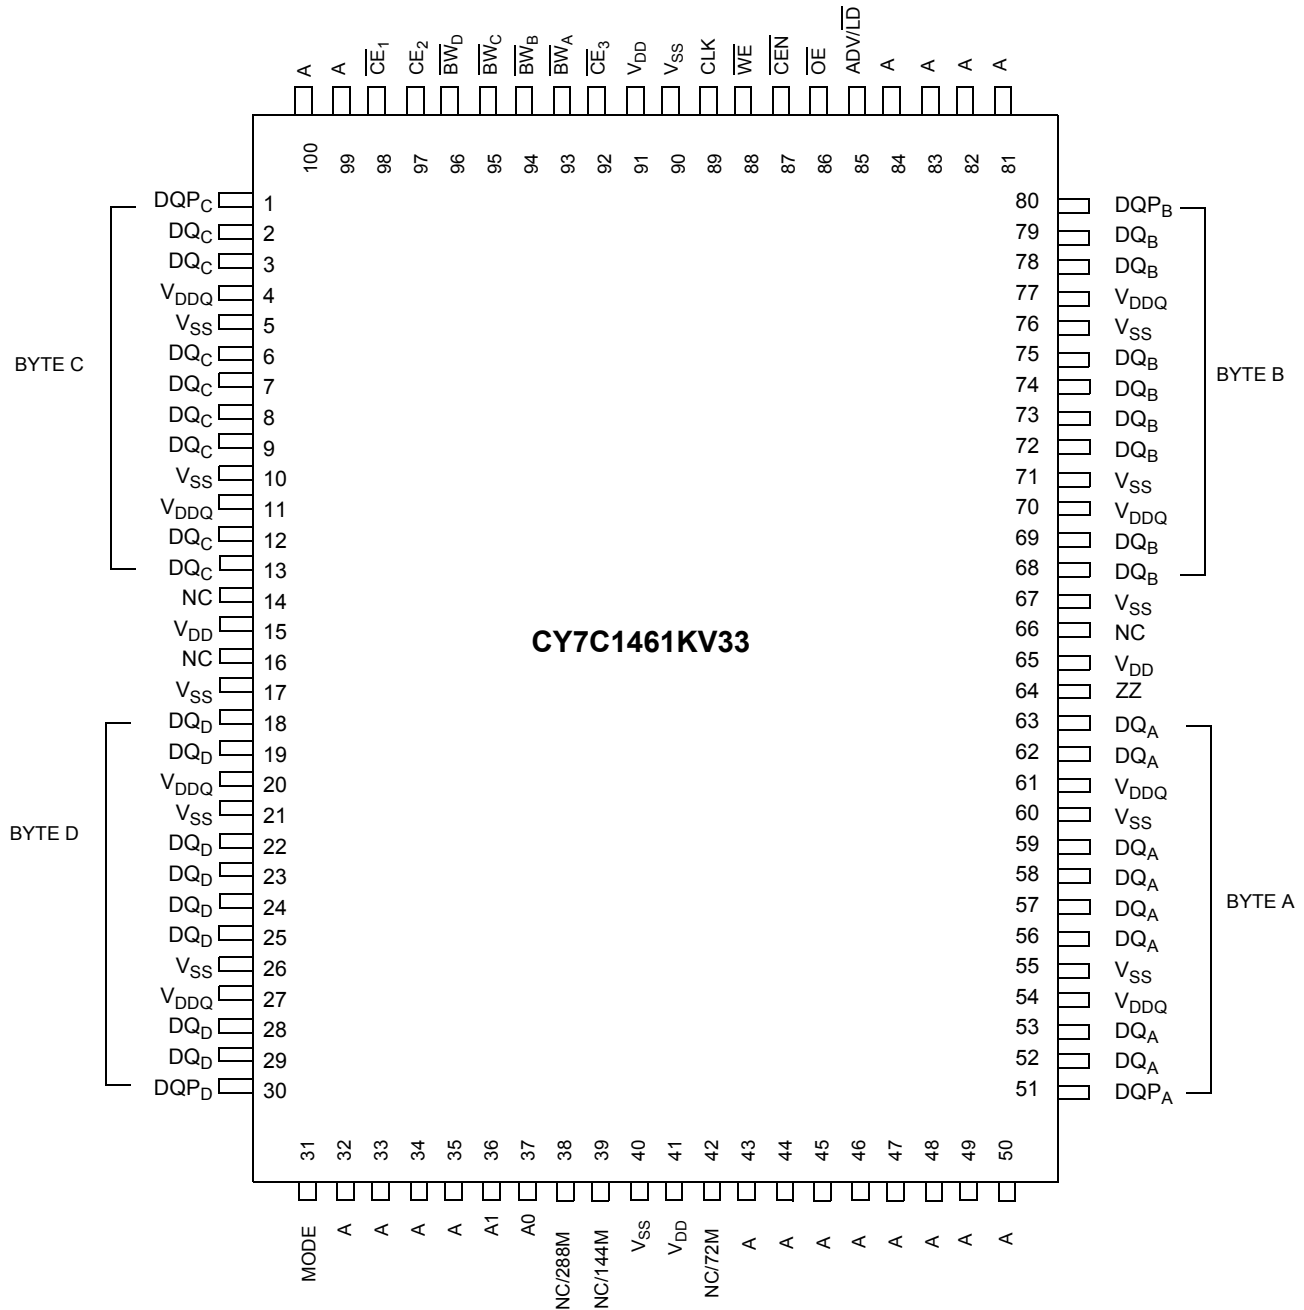 A
A
CE1
CE2
BWD
BWC
BWB
BWA
CE3
VDD
VSS
CLK
WE
CEN
OE
ADV/LD
A
A
A
A
100
99
98
97
96
95
94
93
92
91
90
89
88
87
86
85
84
83
82
81
BYTE C
DQPC 1
DQC 2
DQC 3
VDDQ 4
VSS 5
DQC 6
DQC 7
DQC 8
DQC 9
VSS 10
VDDQ 11
DQC 12
DQC 13
NC 14
VDD 15
NC 16
VSS 17
BYTE D
DQD 18
DQD 19
VDDQ 20
VSS 21
DQD 22
DQD 23
DQD 24
DQD 25
VSS 26
VDDQ 27
DQD 28
DQD 29
DQPD 30
CY7C1461KV33
80 DQPB
79 DQB
78 DQB
77 VDDQ
76 VSS
75 DQB
74 DQB
73 DQB
72 DQB
71 VSS
70 VDDQ
69 DQB
68 DQB
BYTE B
67 VSS
66 NC
65 VDD
64 ZZ
63 DQA
62 DQA
61 VDDQ
60 VSS
59 DQA
58 DQA
57 DQA
56 DQA
55 VSS
54 VDDQ
53 DQA
52 DQA
51 DQPA
BYTE A
31
32
33
34
35
36
37
38
39
40
41
42
43
44
45
46
47
48
49
50
MODE
A
A
A
A
A1
A0
NC/288M
NC/144M
VSS
VDD
NC/72M
A
A
A
A
A
A
A
A